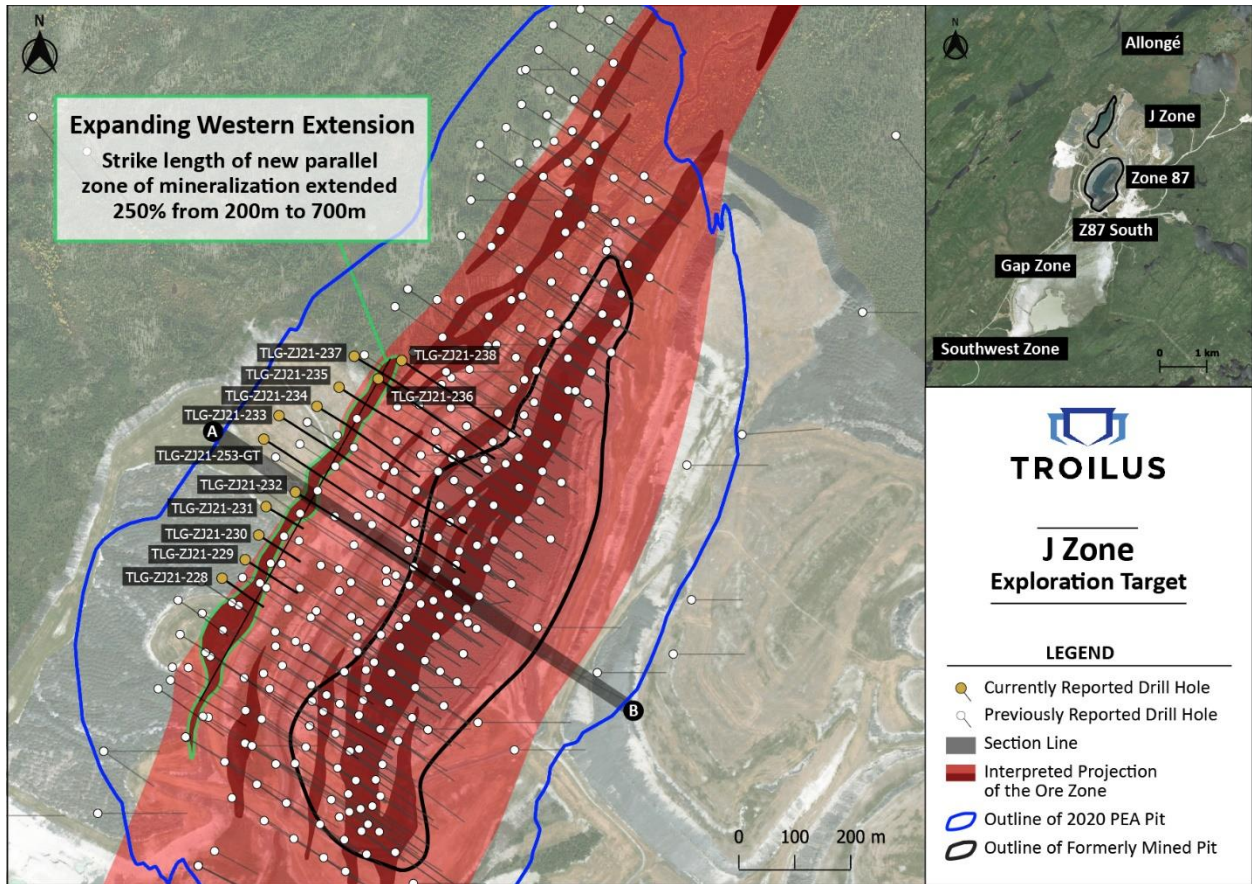 N
Expanding Western Extension
Strike length of new parallel
zone of mineralization extended
250% from 200m to 700m
TLG-ZJ21-237
TLG-ZJ21-238
TLG-ZJ21-235
TLG-ZJ21-236
TLG-ZJ21-234
TLG-ZJ21-233
A
TLG-ZJ21-253-GT
TLG-ZJ21-232
TLG-ZJ21-231
TLG-ZJ21-230
TLG-ZJ21-229
TLG-ZJ21-228
B
0 100 200 m
N
Allongé
J Zone
Zone 87
Z87 South
Gap Zone
Southwest Zone
0 1 km
TROILUS
J Zone
Exploration Target
LEGEND
Currently Reported Drill Hole
Previously Reported Drill Hole
Section Line
Interpreted Projection
of the Ore Zone
Outline of 2020 PEA Pit
Outline of Formerly Mined Pit